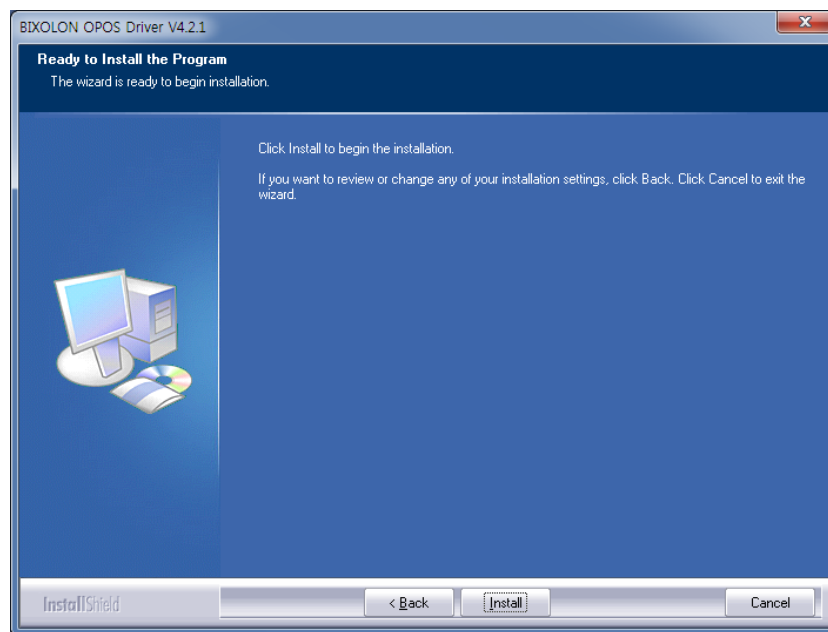 BIXOLON OPOS Driver V4.2.1
Ready to Install the Program
The wizard is ready to begin installation.
Click Install to begin the installation.
If you want to review or change any of your installation settings, click Back. Click Cancel to exit the
wizard.
InstallShield
< Back
Install
Cancel